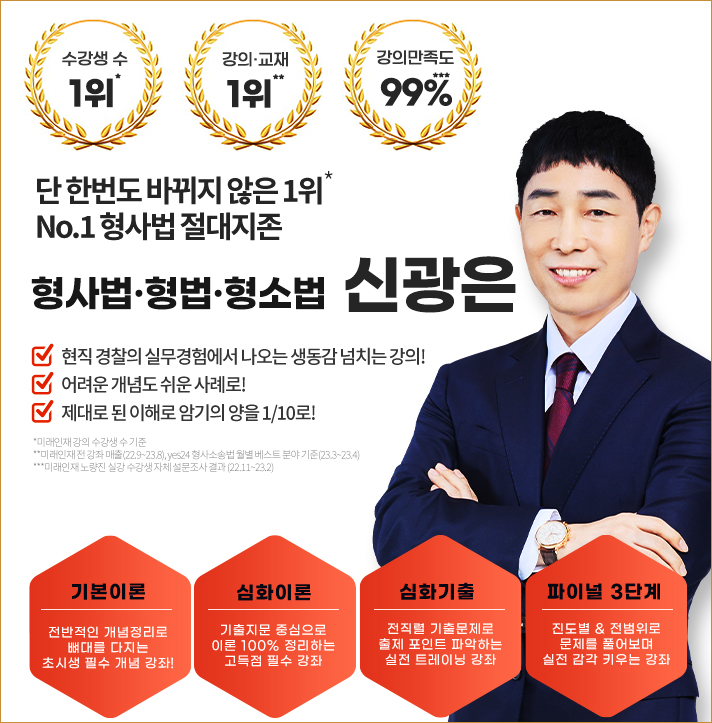 수강생 수
1위*
강의·교재
1위**
강의만족도
99%***
단 한번도 바뀌지 않은 1위*
No.1 형사법 절대지존
형사법·형법·형소법 신광은
현직 경찰의 실무경험에서 나오는 생동감 넘치는 강의!
어려운 개념도 쉬운 사례로!
제대로 된 이해로 암기의 양을 1/10로!
*미래인재 강의 수강생 수 기준
**미래인재 전 강좌 매출(22.9~23.8), yes24 형사소송법 월별 베스트 분야 기준(23.3~23.4)
***미래인재 노량진 실강 수강생 자체 설문조사 결과 (22.11~23.2)
기본이론
전반적인 개념정리로
뼈대를 다지는
초시생 필수 개념 강좌!
심화이론
기출지문 중심으로
이론 100% 정리하는
고득점 필수 강좌
심화기출
전직렬 기출문제로
출제 포인트 파악하는
실전 트레이닝 강좌
파이널 3단계
진도별 & 전범위로
문제를 풀어보며
실전 감각 키우는 강좌